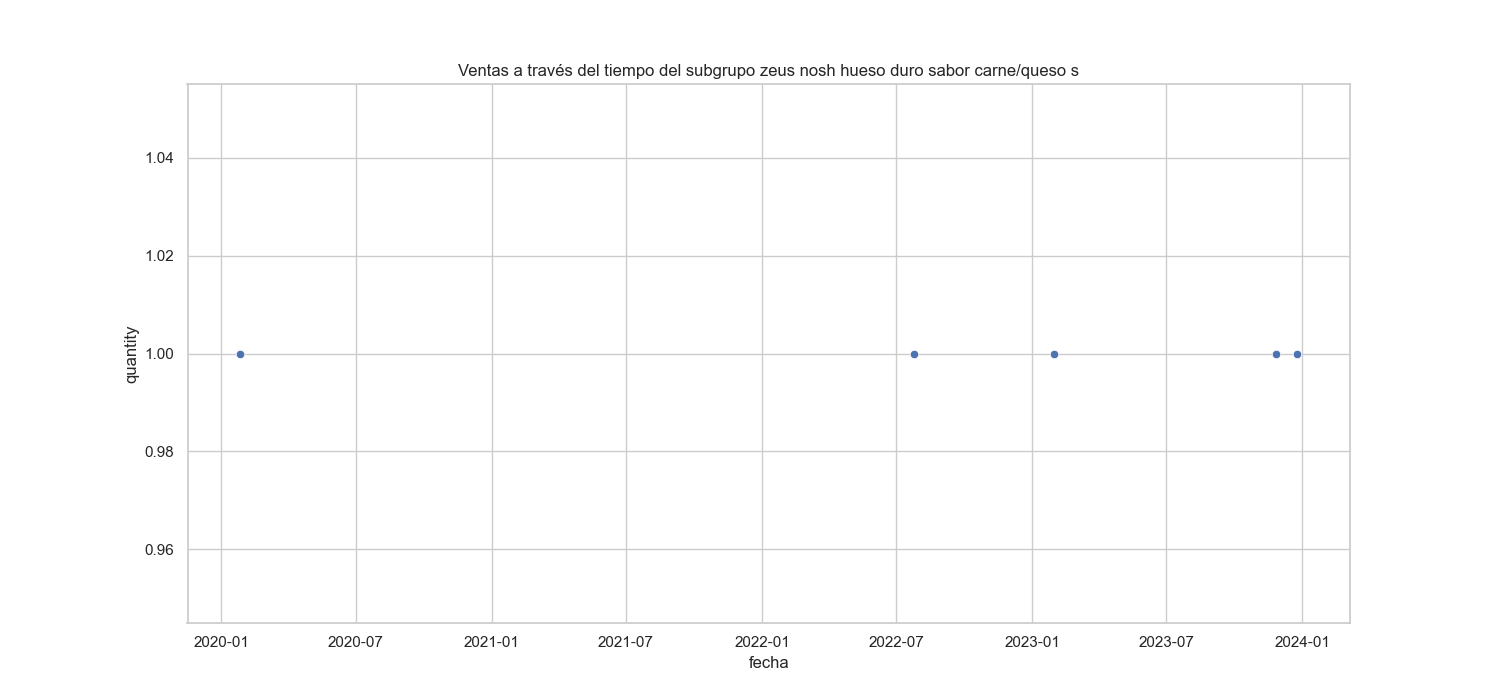 Ventas a través del tiempo del subgrupo zeus nosh hueso duro sabor carne/queso s
1.04
1.02
1.00
0.98
0.96
quantity
2020-01 2020-07 2021-01 2021-07 2022-01 2022-07 2023-01 2023-07 2024-01
fecha